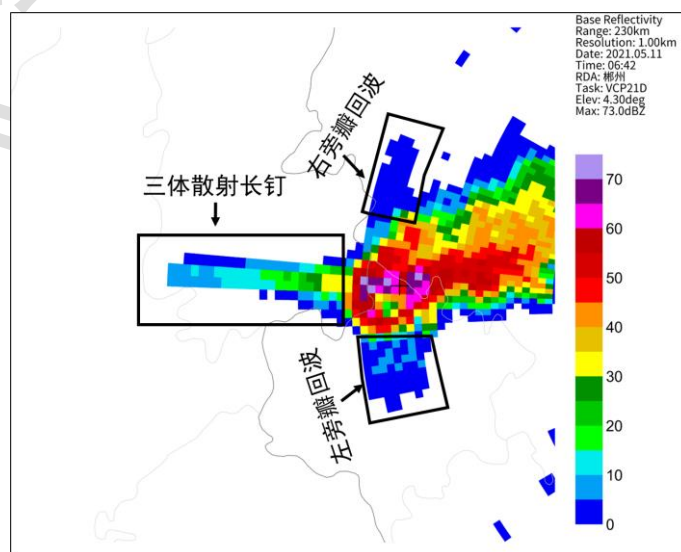 Base Reflectivity
Range: 230km
Resolution: 1.00km
Date: 2021.05.11
Time: 06:42
RDA: 郴州
Task: VCP21D
Elev: 4.30deg
Max: 73.0dBZ
右旁瓣回波
三体散射长钉
左旁瓣回波
70
60
50
40
30
20
10
0